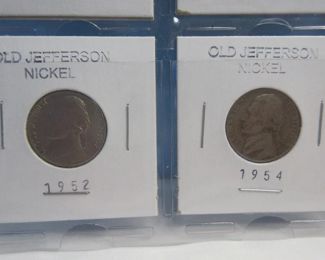 OLD JEFFERSON
NICKEL
1952
OLD JEFFERSON
NICKEL
1954